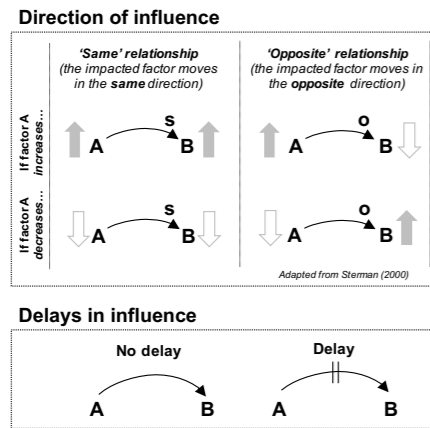 Direction of influence
‘Same’ relationship
(the impacted factor moves
in the same direction)
‘Opposite’ relationship
(the impacted factor moves in
the opposite direction)
If factor A
increases…
s
A
B
o
A
B
If factor A
decreases…
s
A
B
o
A
B
Adapted from Sterman (2000)
Delays in influence
No delay
A
B
Delay
A
B